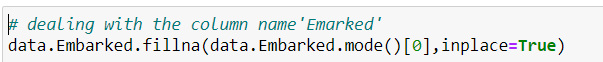 # dealing with the column name'Emarked'
data.Embarked.fillna(data.Embarked.mode()[0],inplace=True)